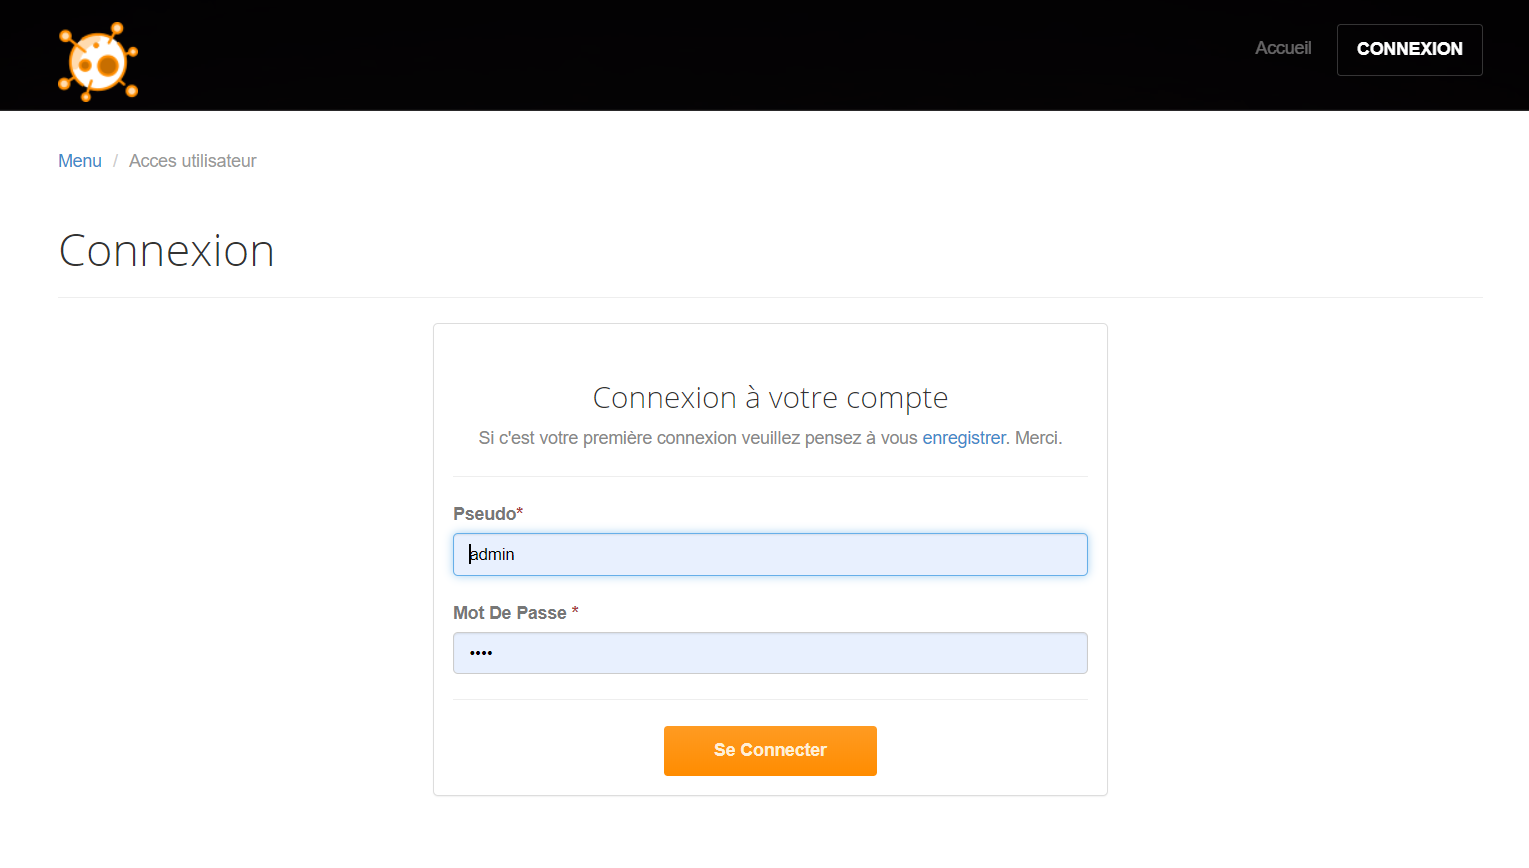 Accueil
CONNEXION
Menu / Acces utilisateur
Connexion
Connexion à votre compte
Si c'est votre première connexion veuillez pensez à vous enregistrer. Merci.
Pseudo*
admin
Mot De Passe *
••••
Se Connecter